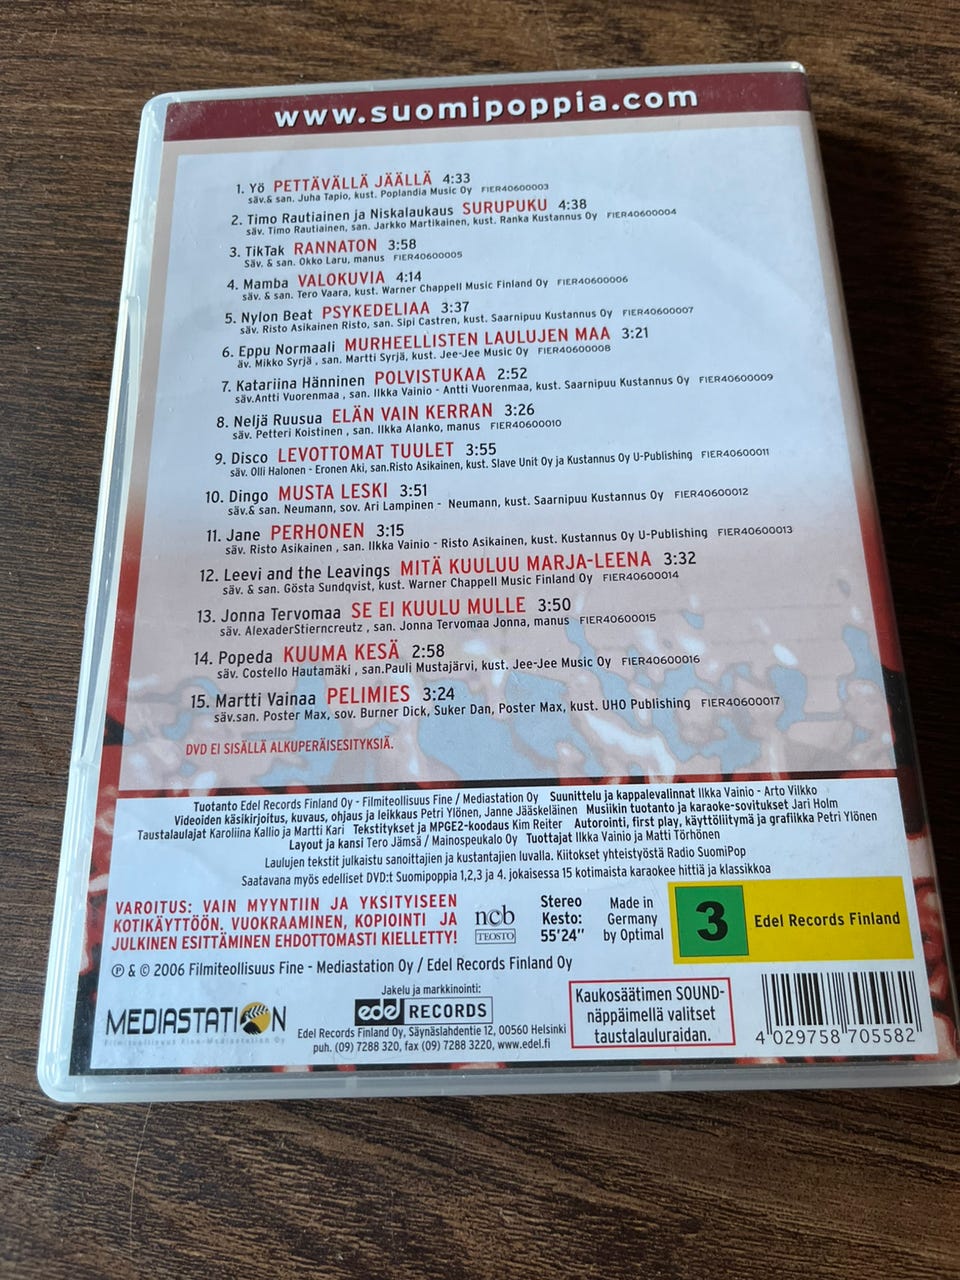 www.suomipoppia.com
1. Yö PETTÄVÄLLÄ JÄÄLLÄ 4:33
säv.& san. Juha Tapio, kust. Poplandia Music Oy FIER40600003
2. Timo Rautiainen ja Niskalaukaus SURUPUKU 4:38
säv. Timo Rautiainen, san. Jarkko Martikainen, kust. Ranka Kustannus Oy FIER40600004
3. TikTak RANNATON 3:58
Säv. & san. Okko Laru, manus FIER40600005
4. Mamba VALOKUVIA 4:14
säv. & san. Tero Vaara, kust. Warner Chappell Music Finland Oy FIER40600006
5. Nylon Beat PSYKEDELIAA 3:37
säv. Risto Asikainen Risto, san. Sipi Castren, kust. Saarnipuu Kustannus Oy FIER40600007
6. Eppu Normaali MURHEELLISTEN LAULUJEN MAA 3:21
äv. Mikko Syrjä , san. Martti Syrjä, kust. Jee-Jee Music Oy FIER40600008
7. Katariina Hänninen POLVISTUKAA 2:52
säv.Antti Vuorenmaa , san. Ilkka Vainio - Antti Vuorenmaa, kust. Saarnipuu Kustannus Oy FIER40600009
8. Neljä Ruusua ELÄN VAIN KERRAN 3:26
säv. Petteri Koistinen , san. Ilkka Alanko, manus FIER40600010
9. Disco LEVOTTOMAT TUULET 3:55
säv. Olli Halonen - Eronen Aki, san.Risto Asikainen, kust. Slave Unit Oy ja Kustannus Oy U-Publishing FIER40600011
10. Dingo MUSTA LESKI 3:51
säv.& san. Neumann, sov. Ari Lampinen - Neumann, kust. Saarnipuu Kustannus Oy FIER40600012
11. Jane PERHONEN 3:15
säv. Risto Asikainen , san. Ilkka Vainio - Risto Asikainen, kust. Kustannus Oy U-Publishing FIER40600013
12. Leevi and the Leavings MITÄ KUULUU MARJA-LEENA 3:32
säv. & san. Gösta Sundqvist, kust. Warner Chappell Music Finland Oy FIER40600014
13. Jonna Tervomaa SE EI KUULU MULLE 3:50
säv. AlexaderStierncreutz , san. Jonna Tervomaa Jonna, manus FIER40600015
14. Popeda KUUMA KESÄ 2:58
säv. Costello Hautamäki , san.Pauli Mustajärvi, kust. Jee-Jee Music Oy FIER40600016
15. Martti Vainaa PELIMIES 3:24
säv.san. Poster Max, sov. Burner Dick, Suker Dan, Poster Max, kust. UHO Publishing FIER40600017
DVD EI SISÄLLÄ ALKUPERÄISESITYKSIÄ.
Tuotanto Edel Records Finland Oy - Filmiteollisuus Fine / Mediastation Oy Suunittelu ja kappalevalinnat Ilkka Vainio - Arto Vilkko
Videoiden käsikirjoitus, kuvaus, ohjaus ja leikkaus Petri Ylönen, Janne Jääskeläinen Musiikin tuotanto ja karaoke-sovitukset Jari Holm
Taustalaulajat Karoliina Kallio ja Martti Kari Tekstitykset ja MPGE2-koodaus Kim Reiter Autorointi, first play, käyttöliitymä ja grafiikka Petri Ylönen
Layout ja kansi Tero Jämsä / Mainospeukalo Oy Tuottajat Ilkka Vainio ja Matti Törhönen
Laulujen tekstit julkaistu sanoittajien ja kustantajien luvalla. Kiitokset yhteistyöstä Radio SuomiPop
Saatavana myös edelliset DVD:t Suomipoppia 1,2,3 ja 4. jokaisessa 15 kotimaista karaokee hittiä ja klassikkoa
VAROITUS: VAIN MYYNTIIN JA YKSITYISEEN
KOTIKÄYTTÖÖN. VUOKRAAMINEN, KOPIOINTI JA
JULKINEN ESITTÄMINEN EHDOTTOMASTI KIELLETTY!
ncb
TEOSTO
Stereo
Kesto:
55'24"
Made in
Germany
by Optimal
3
Edel Records Finland
℗ & © 2006 Filmiteollisuus Fine - Mediastation Oy / Edel Records Finland Oy
MEDIASTATION
Filmiteollisuus Fine-Mediastation Oy
Jakelu ja markkinointi:
edel RECORDS
Edel Records Finland Oy, Säynäslahdentie 12, 00560 Helsinki
puh. (09) 7288 320, fax (09) 7288 3220, www.edel.fi
Kaukosäätimen SOUND-
näppäimellä valitset
taustalauluraidan.
4 029758 705582